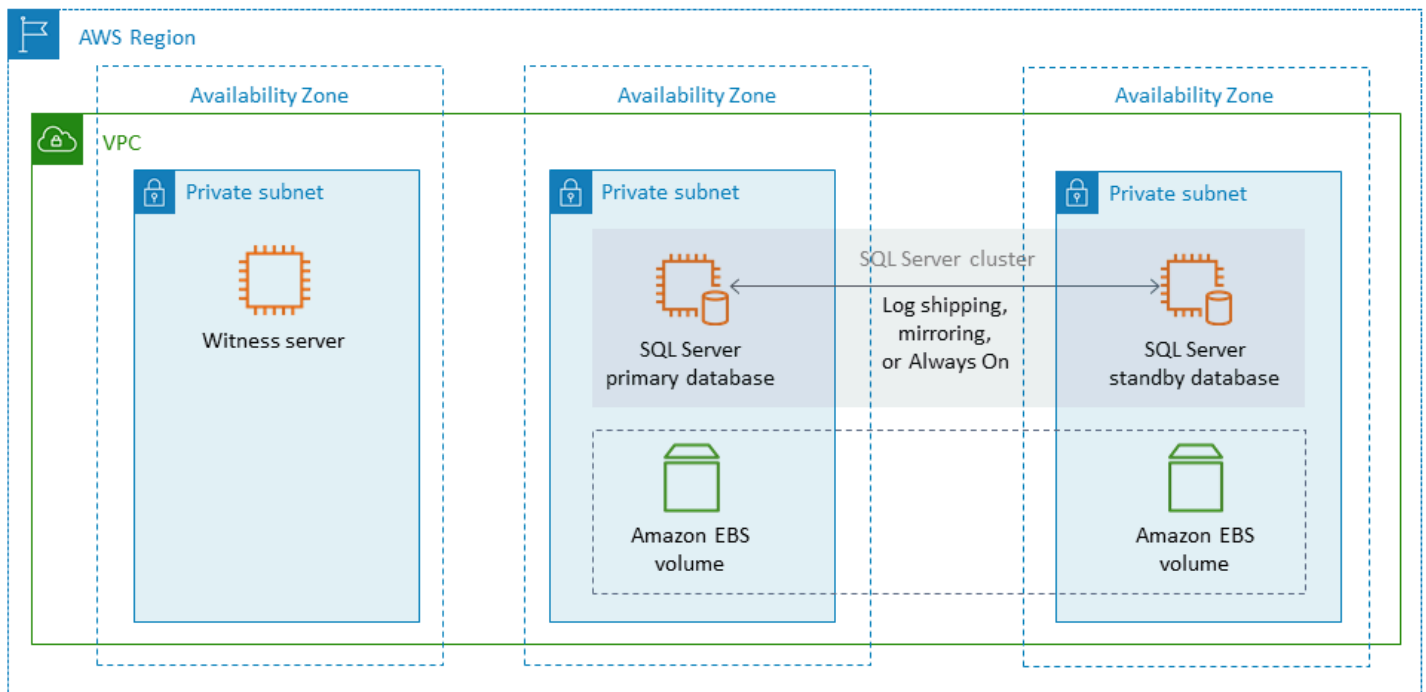 AWS Region
Availability Zone
Availability Zone
Availability Zone
VPC
Private subnet
Private subnet
Private subnet
Witness server
SQL Server cluster
Log shipping,
mirroring,
or Always On
SQL Server
primary database
SQL Server
standby database
Amazon EBS
volume
Amazon EBS
volume